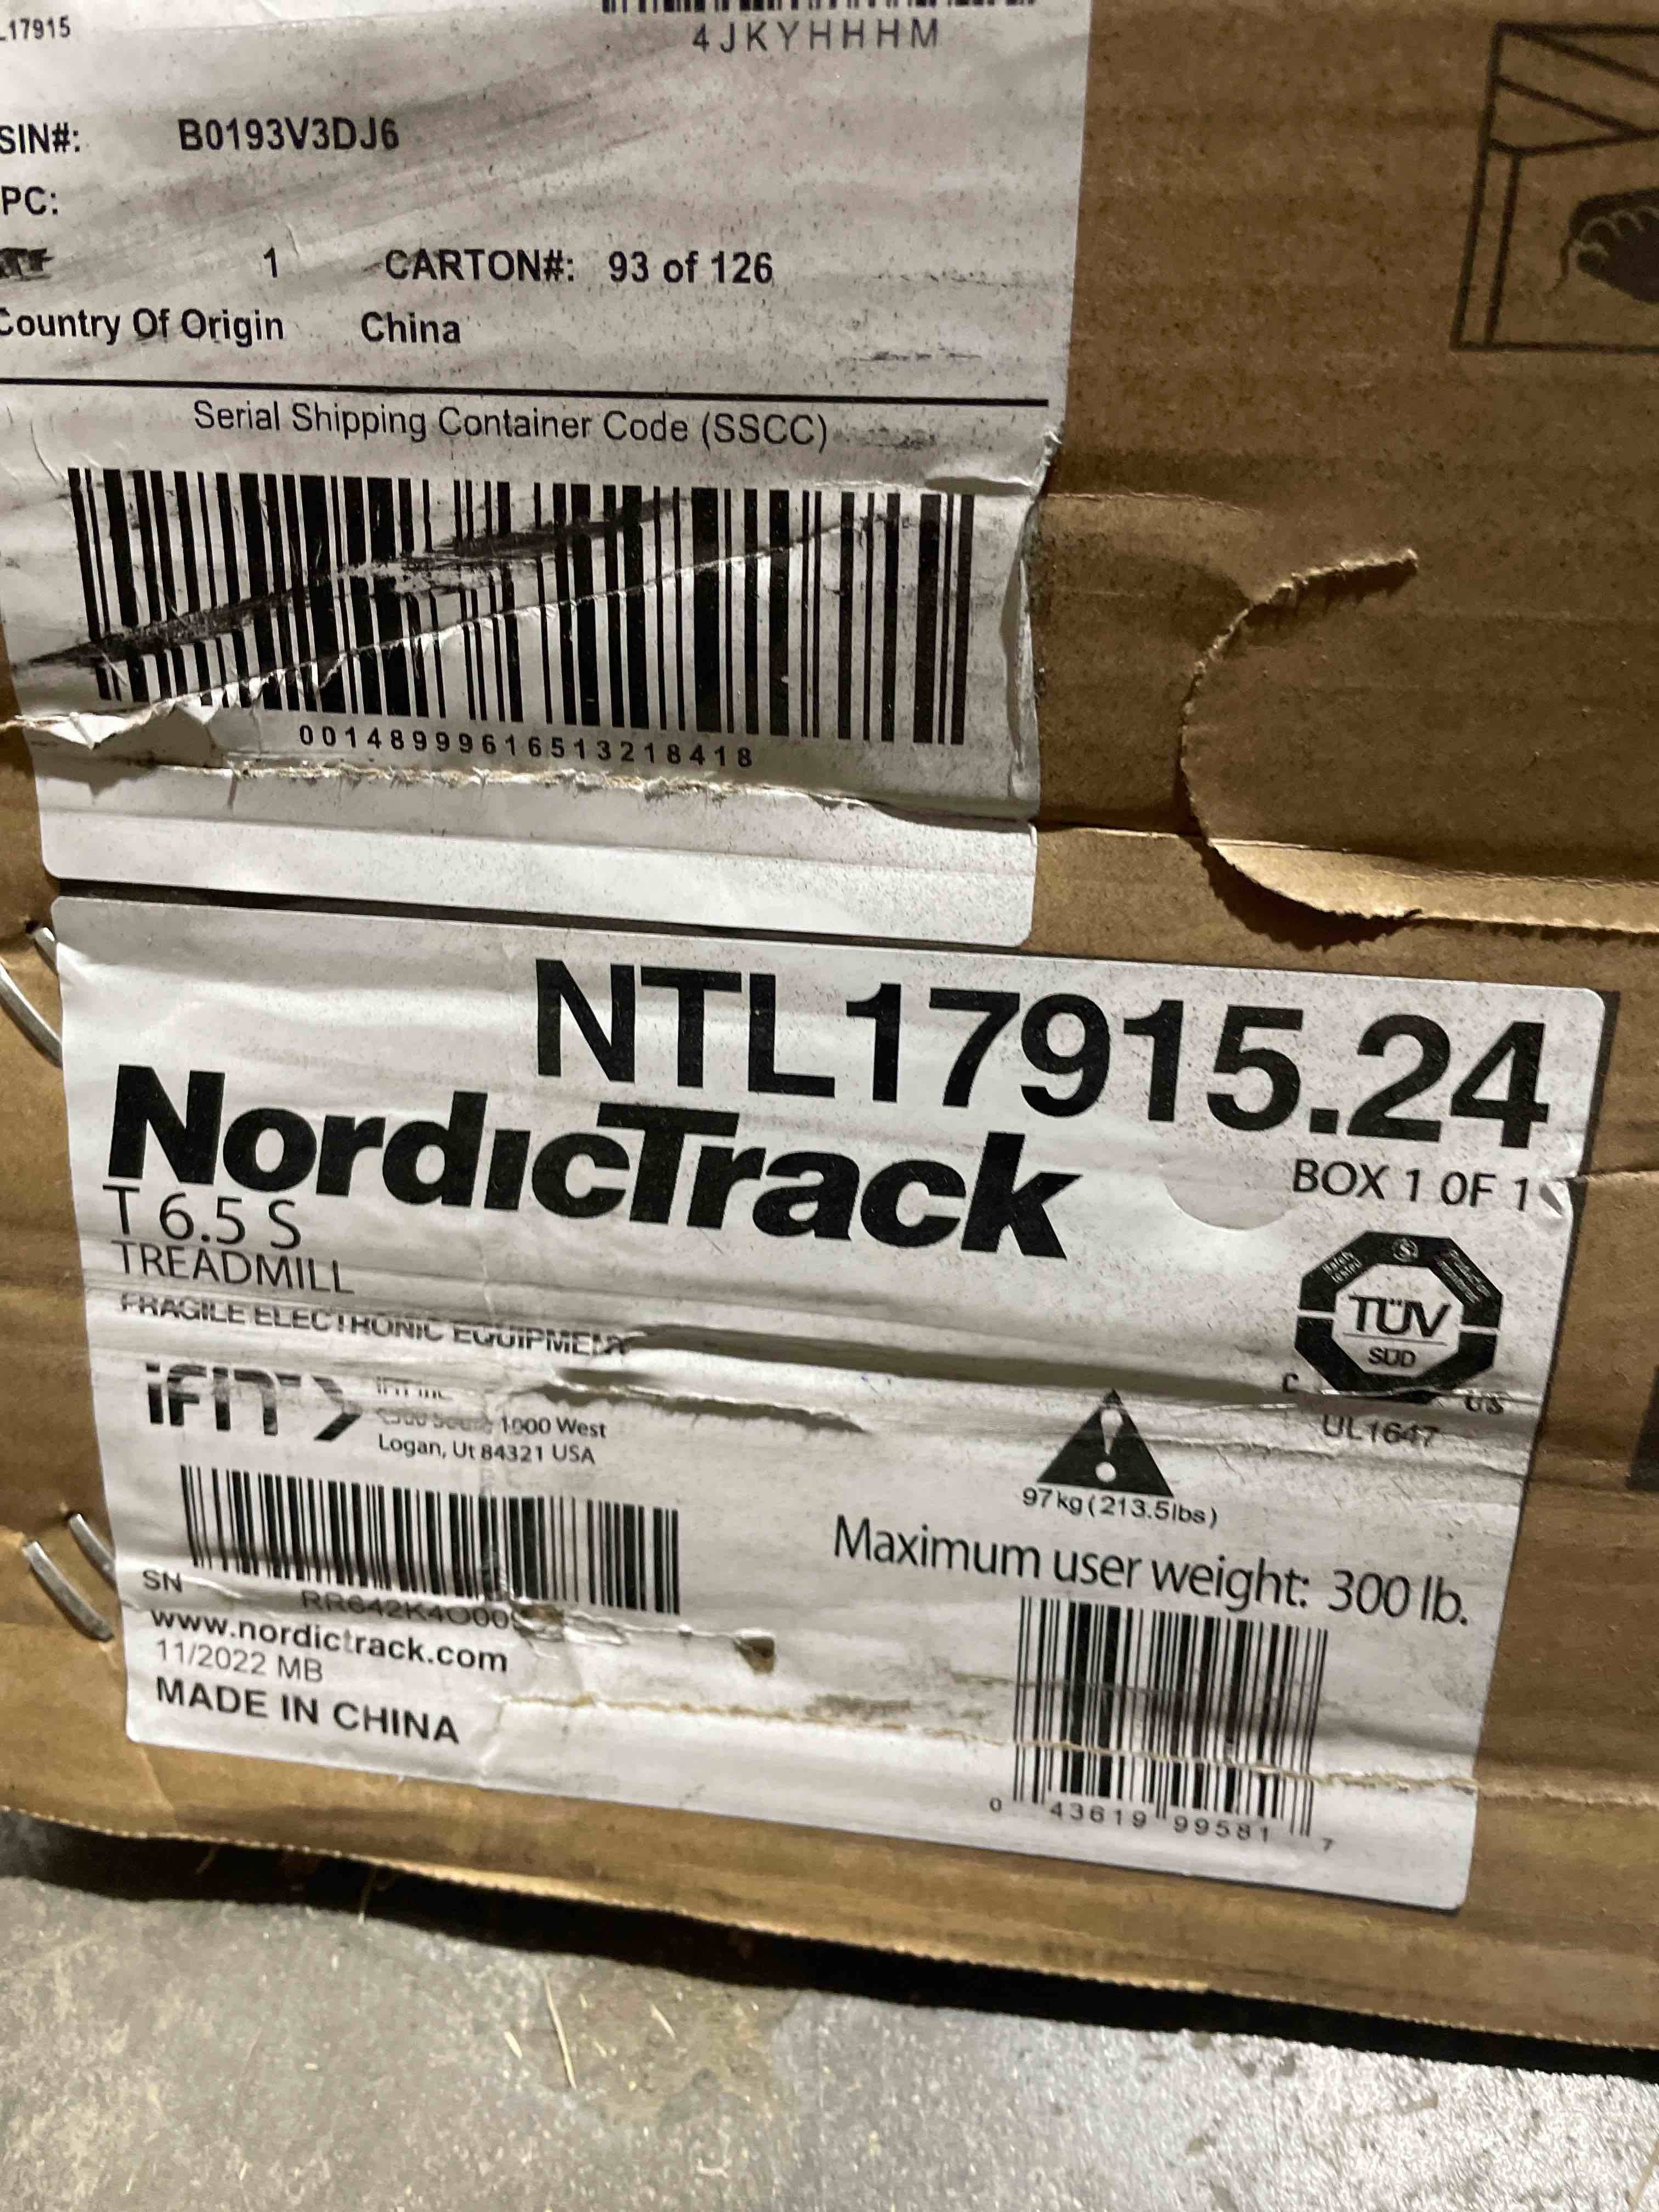 L17915
4JKYHHHM
SIN#: B0193V3DJ6
PC:
1 CARTON#: 93 of 126
Country Of Origin China
Serial Shipping Container Code (SSCC)
00148999616513218418
NTL17915.24
NordicTrack
BOX 1 OF 1
T 6.5 S
TREADMILL
FRAGILE ELECTRONIC EQUIPMENT
TÜV
SÜD
C US
UL1647
iFIT
iFIT Inc.
1000 West
Logan, Ut 84321 USA
97 kg (213.5lbs)
Maximum user weight: 300 lb.
SN
RR642K4O00
www.nordictrack.com
11/2022 MB
MADE IN CHINA
0 43619 99581 7